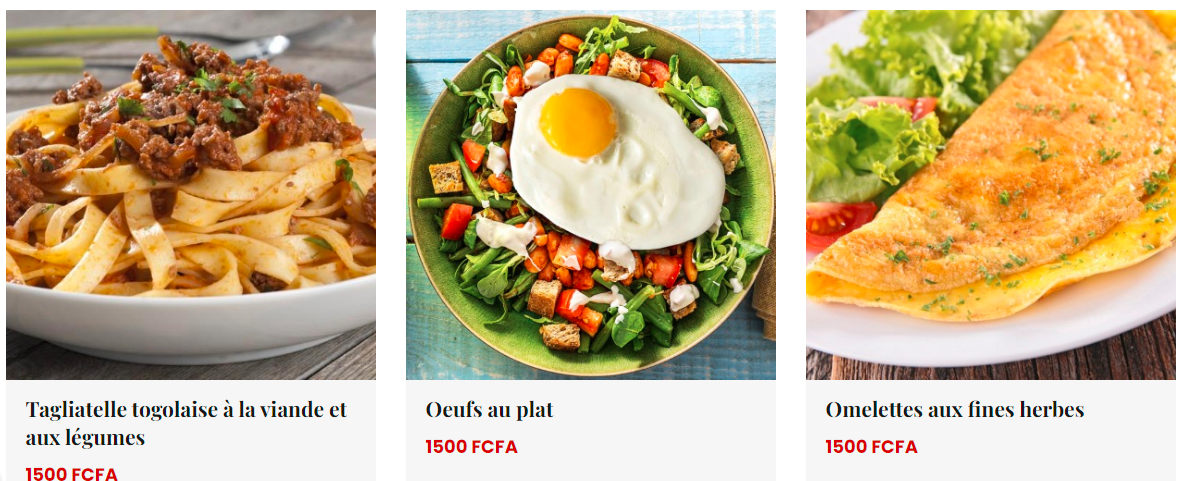 Tagliatelle togolaise à la viande et
aux légumes
1500 FCFA
Oeufs au plat
1500 FCFA
Omelettes aux fines herbes
1500 FCFA